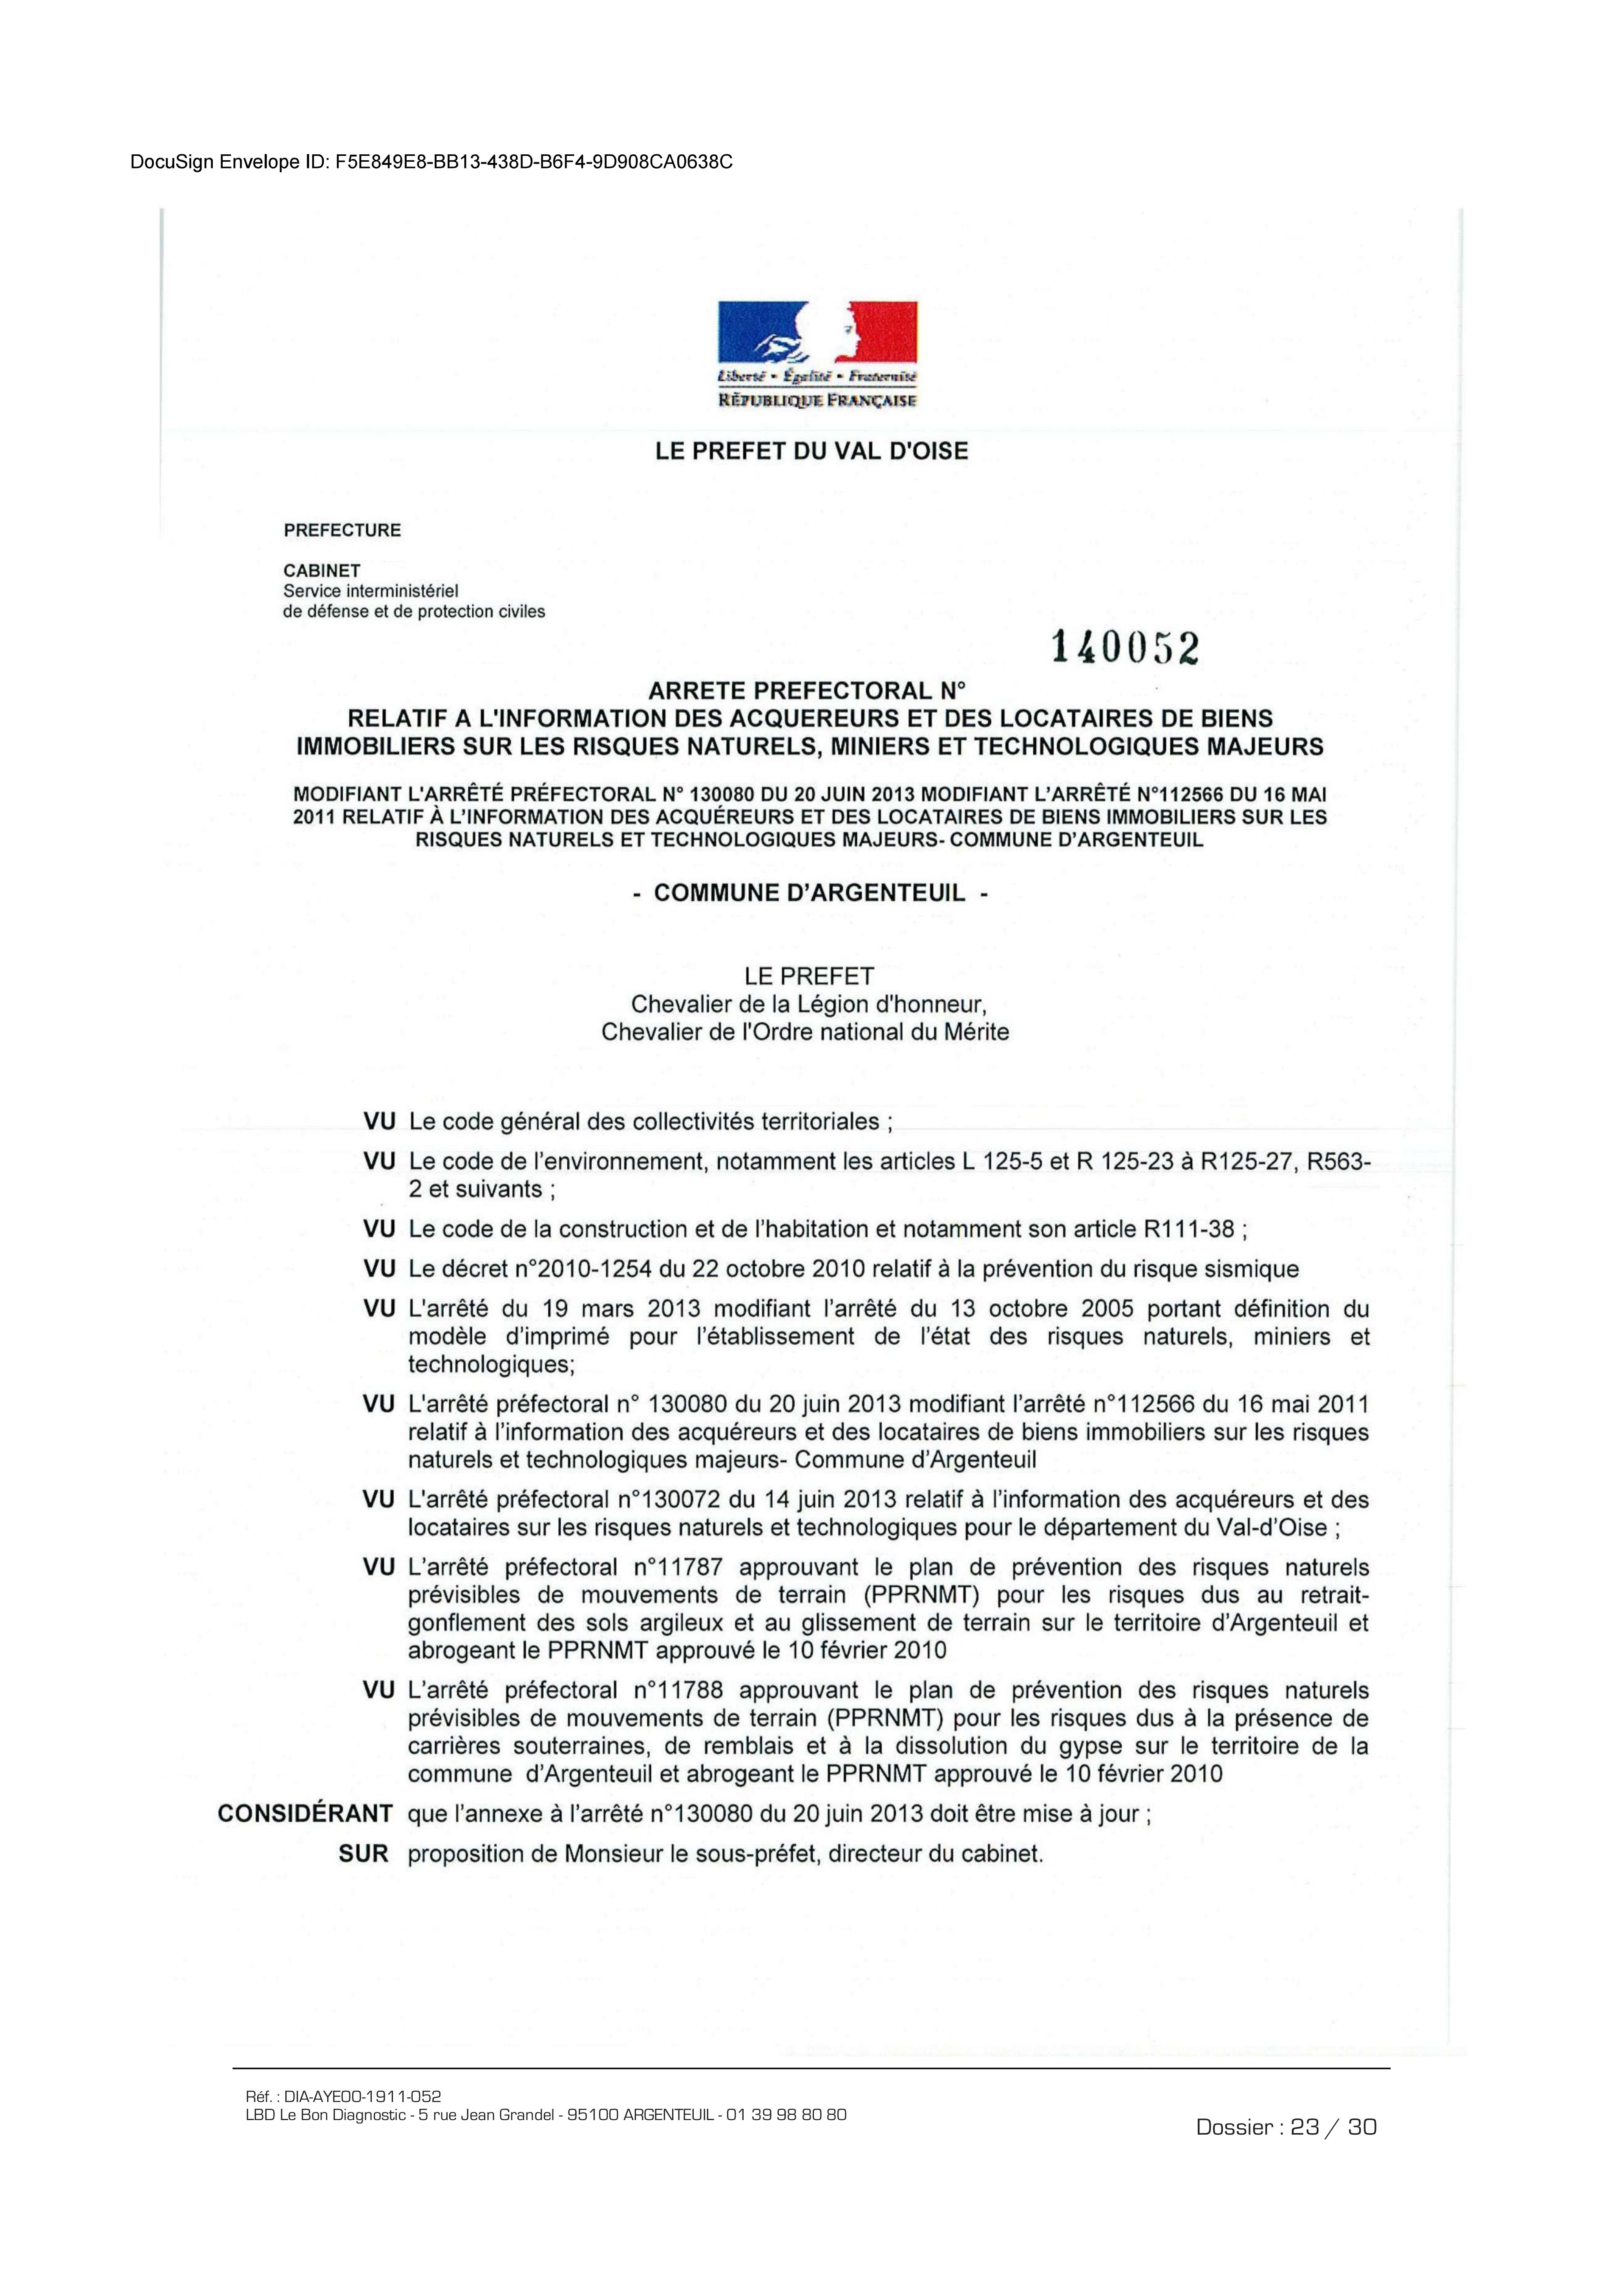 DocuSign Envelope ID: F5E849E8-BB13-438D-B6F4-9D908CA0638C
Liberté • Égalité • Fraternité
RÉPUBLIQUE FRANÇAISE
LE PREFET DU VAL D'OISE
PREFECTURE
CABINET
Service interministériel
de défense et de protection civiles
140052
ARRETE PREFECTORAL N°
RELATIF A L'INFORMATION DES ACQUEREURS ET DES LOCATAIRES DE BIENS
IMMOBILIERS SUR LES RISQUES NATURELS, MINIERS ET TECHNOLOGIQUES MAJEURS
MODIFIANT L'ARRÊTÉ PRÉFECTORAL N° 130080 DU 20 JUIN 2013 MODIFIANT L'ARRÊTÉ N°112566 DU 16 MAI
2011 RELATIF À L'INFORMATION DES ACQUÉREURS ET DES LOCATAIRES DE BIENS IMMOBILIERS SUR LES
RISQUES NATURELS ET TECHNOLOGIQUES MAJEURS- COMMUNE D'ARGENTEUIL
- COMMUNE D'ARGENTEUIL -
LE PREFET
Chevalier de la Légion d'honneur,
Chevalier de l'Ordre national du Mérite
VU Le code général des collectivités territoriales ;
VU Le code de l'environnement, notamment les articles L 125-5 et R 125-23 à R125-27, R563-
2 et suivants ;
VU Le code de la construction et de l'habitation et notamment son article R111-38 ;
VU Le décret n°2010-1254 du 22 octobre 2010 relatif à la prévention du risque sismique
VU L'arrêté du 19 mars 2013 modifiant l'arrêté du 13 octobre 2005 portant définition du
modèle d'imprimé pour l'établissement de l'état des risques naturels, miniers et
technologiques;
VU L'arrêté préfectoral n° 130080 du 20 juin 2013 modifiant l'arrêté n°112566 du 16 mai 2011
relatif à l'information des acquéreurs et des locataires de biens immobiliers sur les risques
naturels et technologiques majeurs- Commune d'Argenteuil
VU L'arrêté préfectoral n°130072 du 14 juin 2013 relatif à l'information des acquéreurs et des
locataires sur les risques naturels et technologiques pour le département du Val-d'Oise ;
VU L'arrêté préfectoral n°11787 approuvant le plan de prévention des risques naturels
prévisibles de mouvements de terrain (PPRNMT) pour les risques dus au retrait-
gonflement des sols argileux et au glissement de terrain sur le territoire d'Argenteuil et
abrogeant le PPRNMT approuvé le 10 février 2010
VU L'arrêté préfectoral n°11788 approuvant le plan de prévention des risques naturels
prévisibles de mouvements de terrain (PPRNMT) pour les risques dus à la présence de
carrières souterraines, de remblais et à la dissolution du gypse sur le territoire de la
commune d'Argenteuil et abrogeant le PPRNMT approuvé le 10 février 2010
CONSIDÉRANT que l'annexe à l'arrêté n°130080 du 20 juin 2013 doit être mise à jour ;
SUR proposition de Monsieur le sous-préfet, directeur du cabinet.
Réf. : DIA-AYE00-1911-052
LBD Le Bon Diagnostic - 5 rue Jean Grandel - 95100 ARGENTEUIL - 01 39 98 80 80
Dossier : 23 / 30